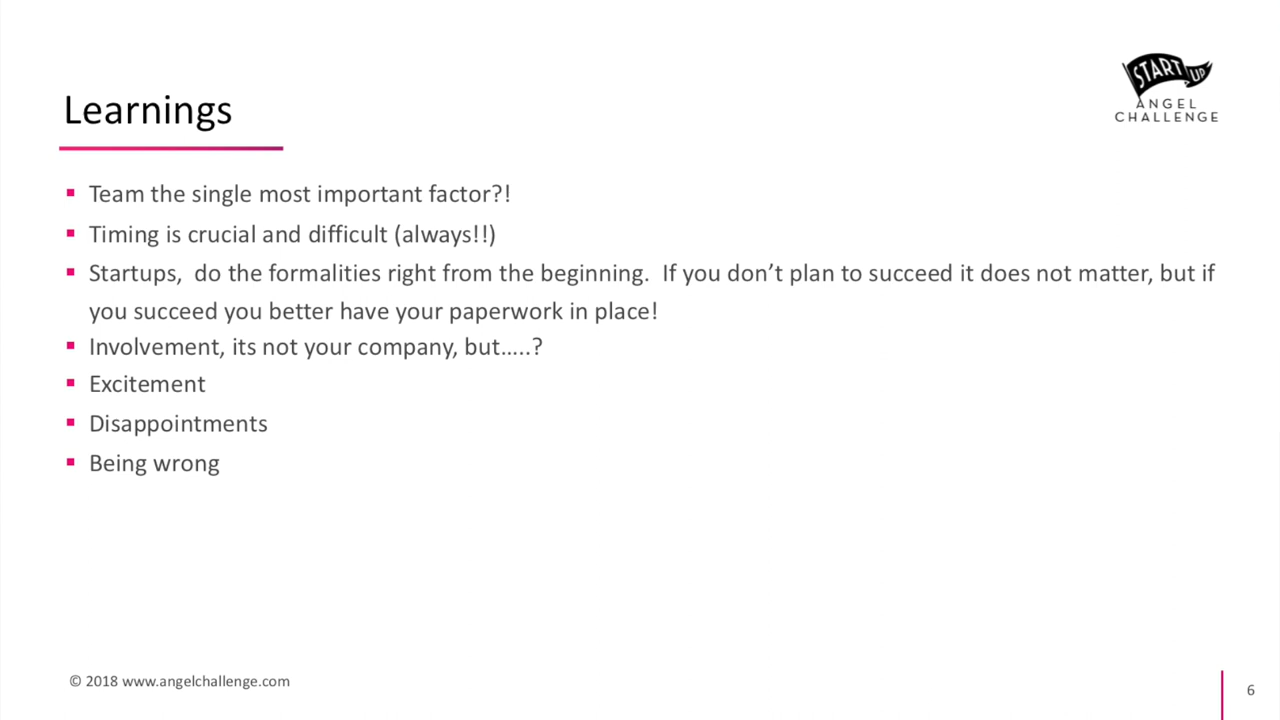 START UP
ANGEL
CHALLENGE
Learnings
Team the single most important factor?!
Timing is crucial and difficult (always!!)
Startups,  do the formalities right from the beginning.  If you don’t plan to succeed it does not matter, but if
you succeed you better have your paperwork in place!
Involvement, its not your company, but…..?
Excitement
Disappointments
Being wrong
© 2018 www.angelchallenge.com
6